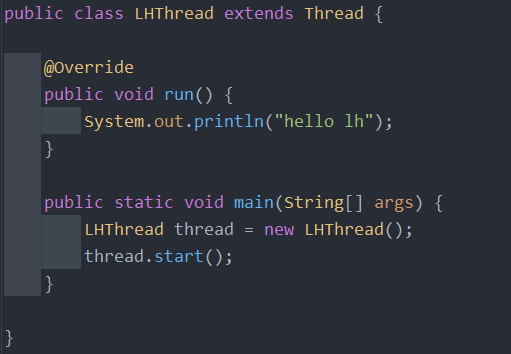 public class LHThread extends Thread {
@Override
public void run() {
System.out.println("hello lh");
}
public static void main(String[] args) {
LHThread thread = new LHThread();
thread.start();
}
}